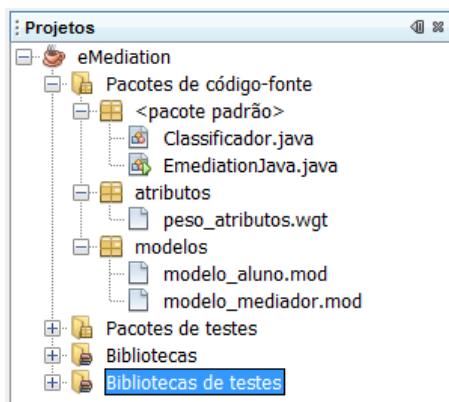 Projetos
eMediation
Pacotes de código-fonte
<pacote padrão>
Classificador.java
EmediationJava.java
atributos
peso_atributos.wgt
modelos
modelo_aluno.mod
modelo_mediador.mod
Pacotes de testes
Bibliotecas
Bibliotecas de testes